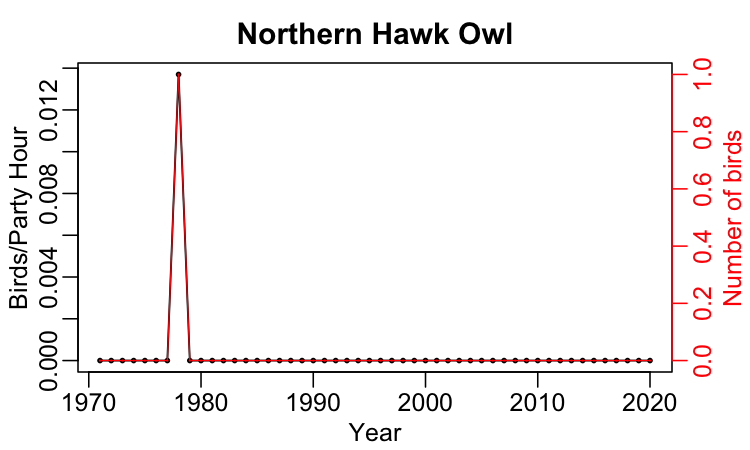 Northern Hawk Owl
Birds/Party Hour
0.012
0.008
0.004
0.000
1.0
0.8
0.6
0.4
0.2
0.0
Number of birds
1970 1980 1990 2000 2010 2020
Year